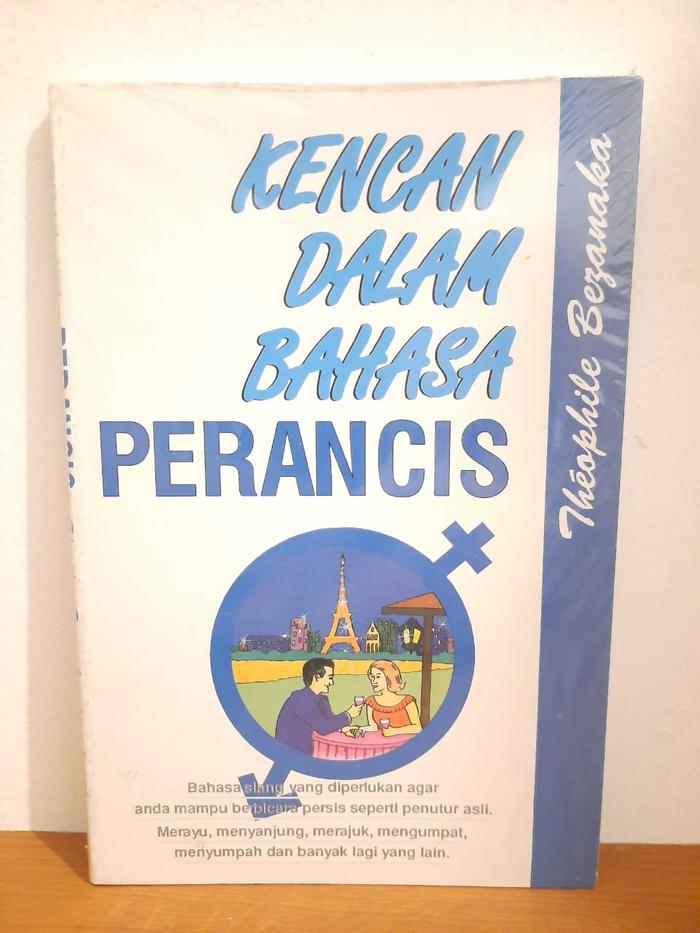 KENCAN
DALAM
BAHASA
PERANCIS
Théophile Bezanaka
Bahasa slang yang diperlukan agar
anda mampu berbicara persis seperti penutur asli.
Merayu, menyanjung, merajuk, mengumpat,
menyumpah dan banyak lagi yang lain.